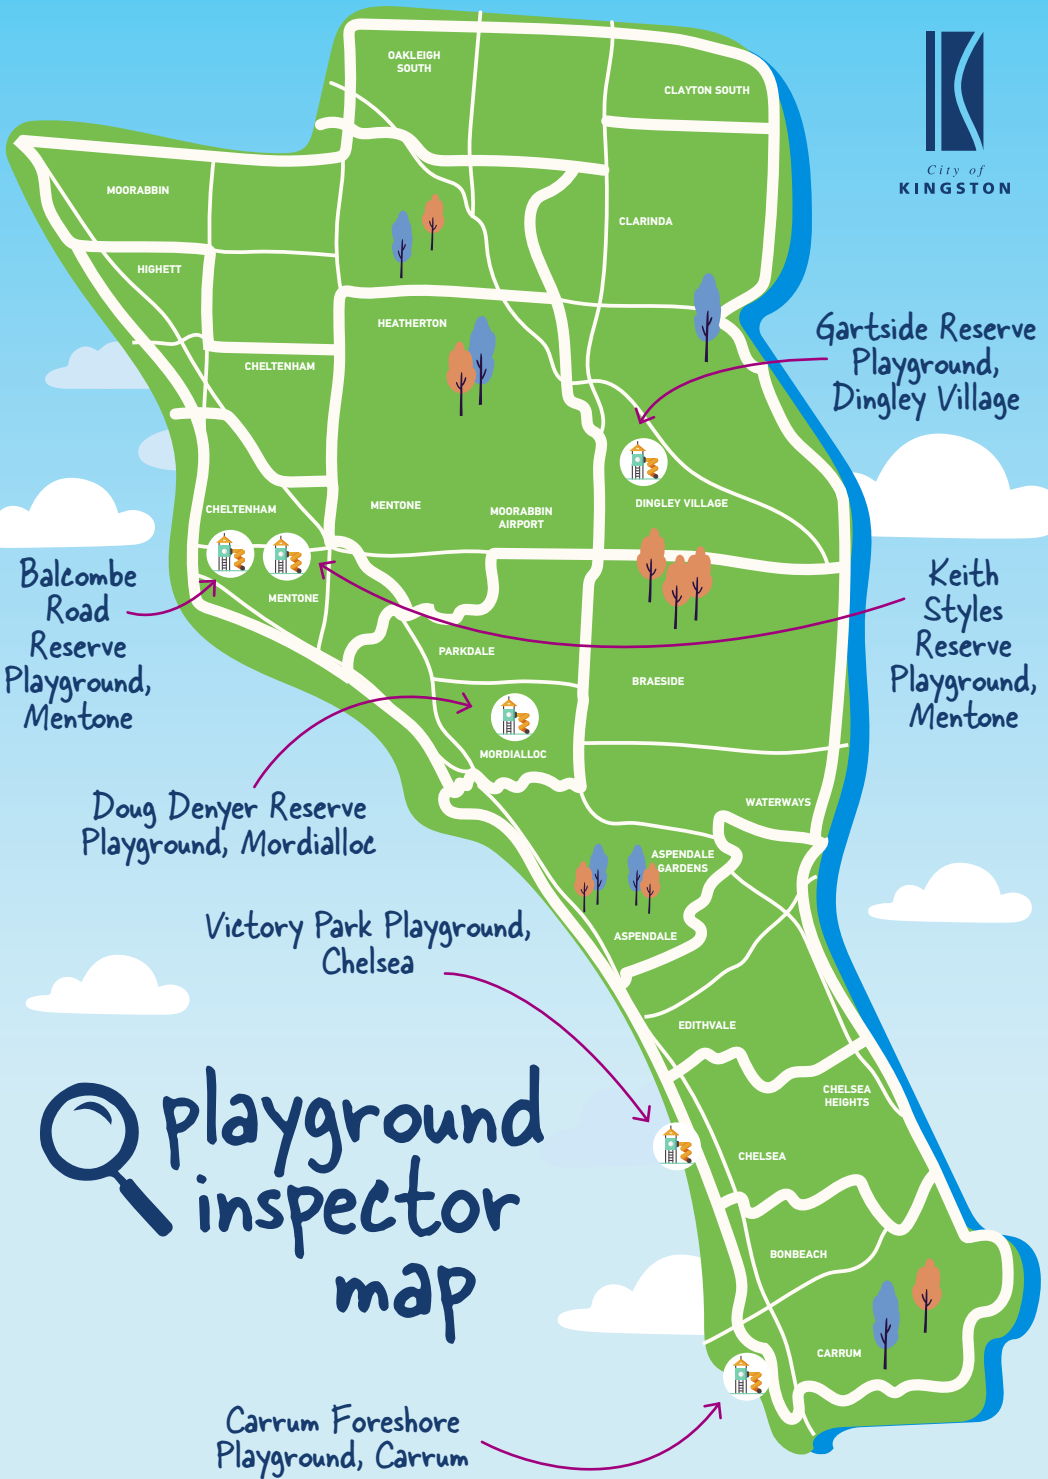 OAKLEIGH
SOUTH
CLAYTON SOUTH
City of
KINGSTON
MOORABBIN
CLARINDA
HIGHETT
HEATHERTON
CHELTENHAM
Gartside Reserve
Playground,
Dingley Village
CHELTENHAM
MENTONE
MOORABBIN
AIRPORT
DINGLEY VILLAGE
Balcombe
Road
Reserve
Playground,
Mentone
MENTONE
Keith
Styles
Reserve
Playground,
Mentone
PARKDALE
BRAESIDE
MORDIALLOC
Doug Denyer Reserve
Playground, Mordialloc
WATERWAYS
ASPENDALE
GARDENS
ASPENDALE
Victory Park Playground,
Chelsea
EDITHVALE
CHELSEA
HEIGHTS
playground
inspector
map
CHELSEA
BONBEACH
CARRUM
Carrum Foreshore
Playground, Carrum